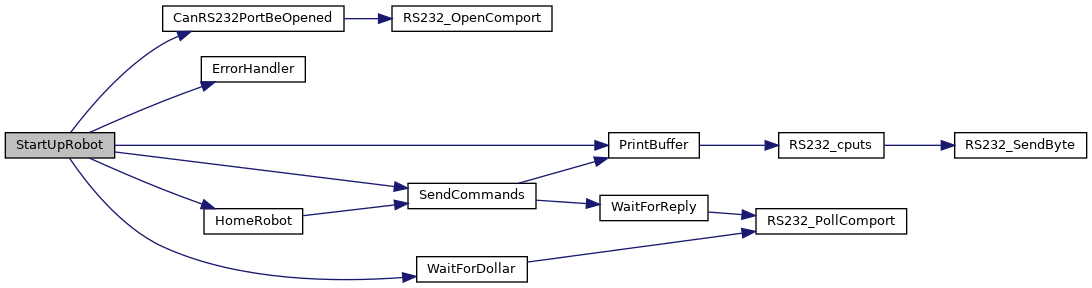 CanRS232PortBeOpened
RS232_OpenComport
ErrorHandler
StartUpRobot
PrintBuffer
RS232_cputs
RS232_SendByte
SendCommands
WaitForReply
HomeRobot
RS232_PollComport
WaitForDollar